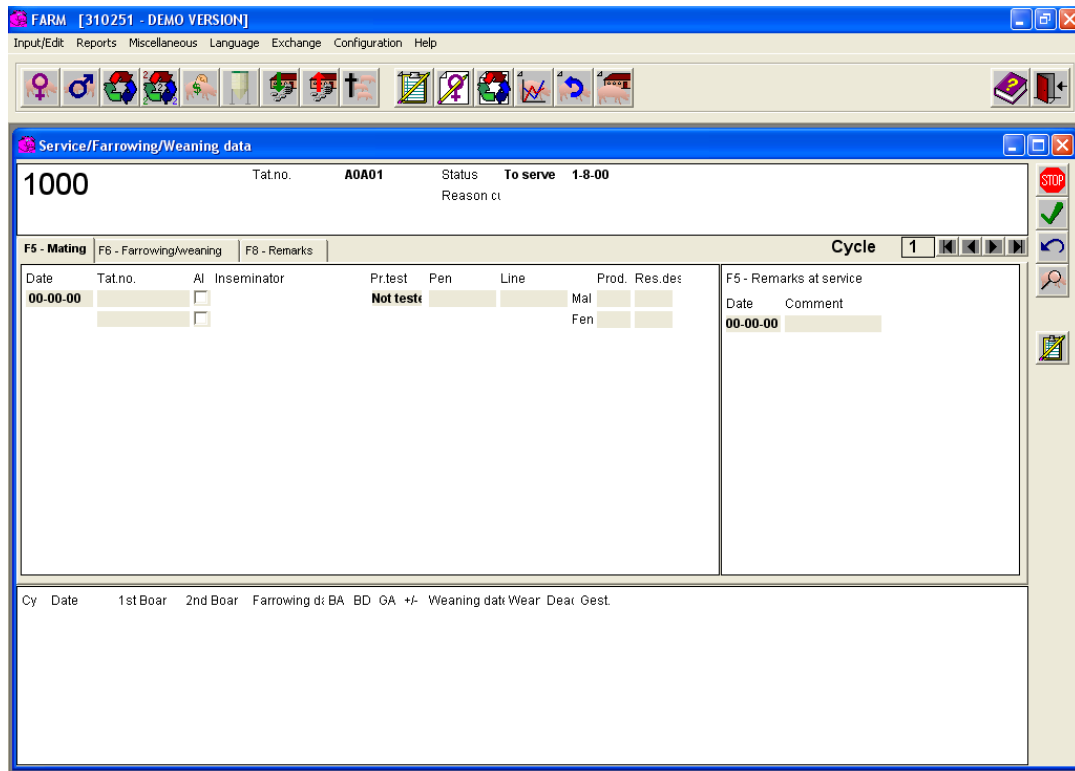 FARM [310251 - DEMO VERSION]
Input/Edit Reports Miscellaneous Language Exchange Configuration Help
Service/Farrowing/Weaning data
1000 Tat.no. A0A01 Status To serve 1-8-00
Reason cu
STOP
F5 - Mating F6 - Farrowing/weaning F8 - Remarks Cycle 1
Date Tat.no. AI Inseminator Pr.test Pen Line Prod. Res.des
00-00-00 Not teste Mal
Fen
F5 - Remarks at service
Date Comment
00-00-00
Cy Date 1st Boar 2nd Boar Farrowing da BA BD GA +/- Weaning date Wear Dead Gest.